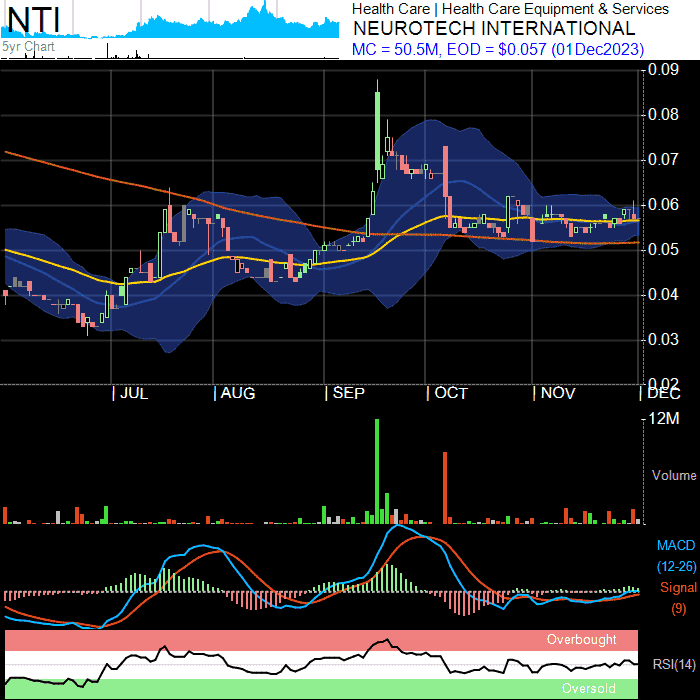 NTI
Health Care | Health Care Equipment & Services
NEUROTECH INTERNATIONAL
MC = 50.5M, EOD = $0.057 (01Dec2023)
5yr Chart
0.09
0.08
0.07
0.06
0.05
0.04
0.03
0.02
JUL AUG SEP OCT NOV DEC
12M
Volume
MACD
(12-26)
Signal
(9)
Overbought
RSI(14)
Oversold